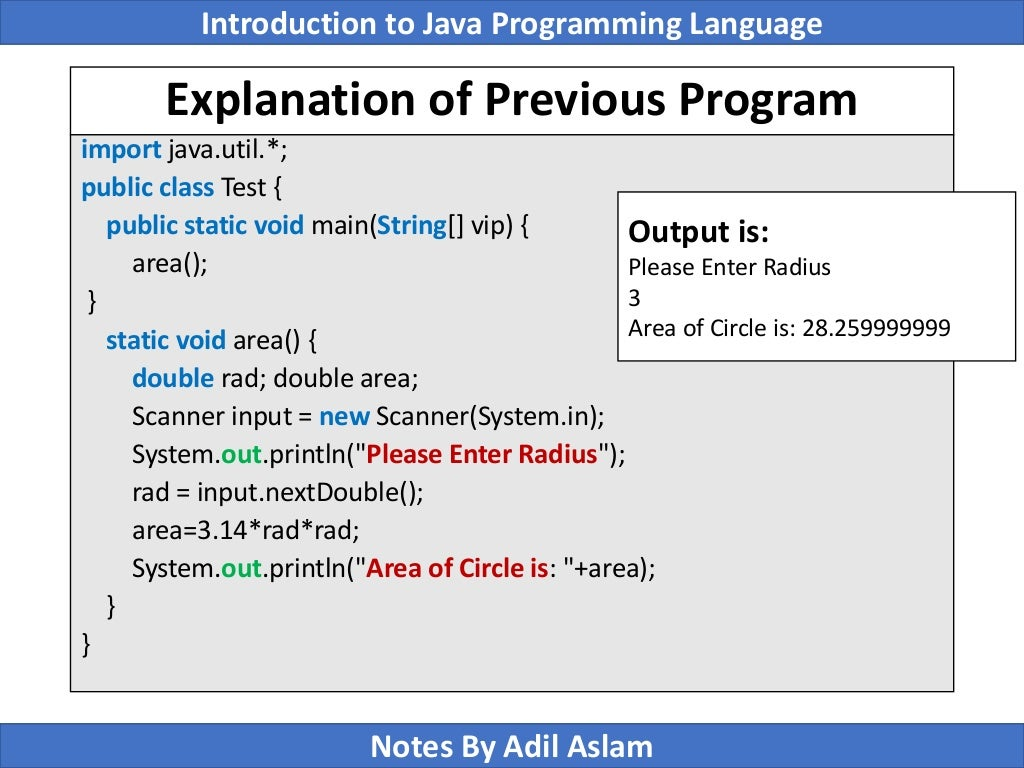 Introduction to Java Programming Language
Explanation of Previous Program
import java.util.*;
public class Test {
public static void main(String[] vip) {
area();
}
static void area() {
double rad; double area;
Scanner input = new Scanner(System.in);
System.out.println("Please Enter Radius");
rad = input.nextDouble();
area=3.14*rad*rad;
System.out.println("Area of Circle is: "+area);
}
}
Output is:
Please Enter Radius
3
Area of Circle is: 28.259999999
Notes By Adil Aslam